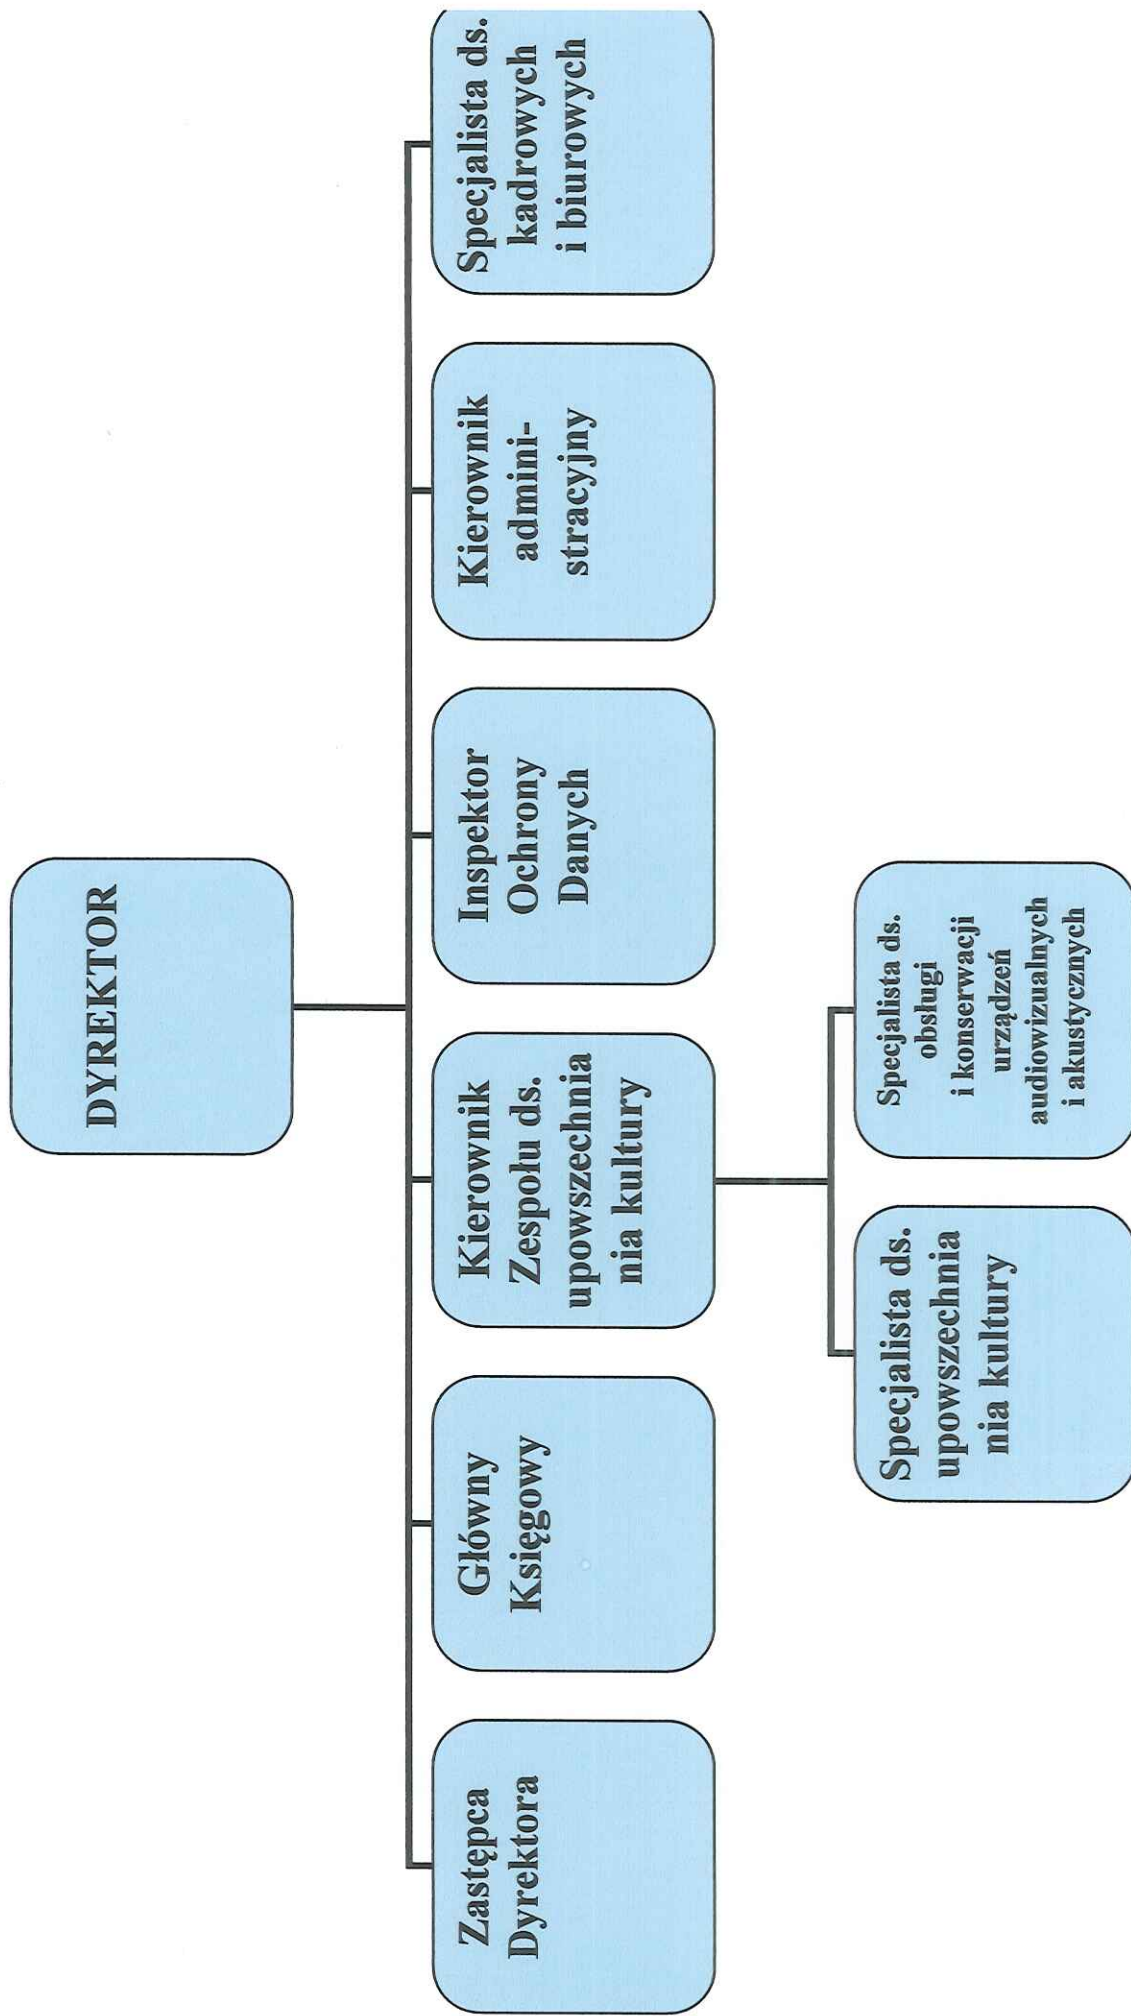 DYREKTOR
Zastępca
Dyrektora
Główny
Księgowy
Kierownik
Zespołu ds.
upowszechnia
nia kultury
Inspektor
Ochrony
Danych
Kierownik
admini-
stracyjny
Specjalista ds.
kadrowych
i biurowych
Specjalista ds.
upowszechnia
nia kultury
Specjalista ds.
obsługi
i konserwacji
urządzeń
audiowizualnych
i akustycznych